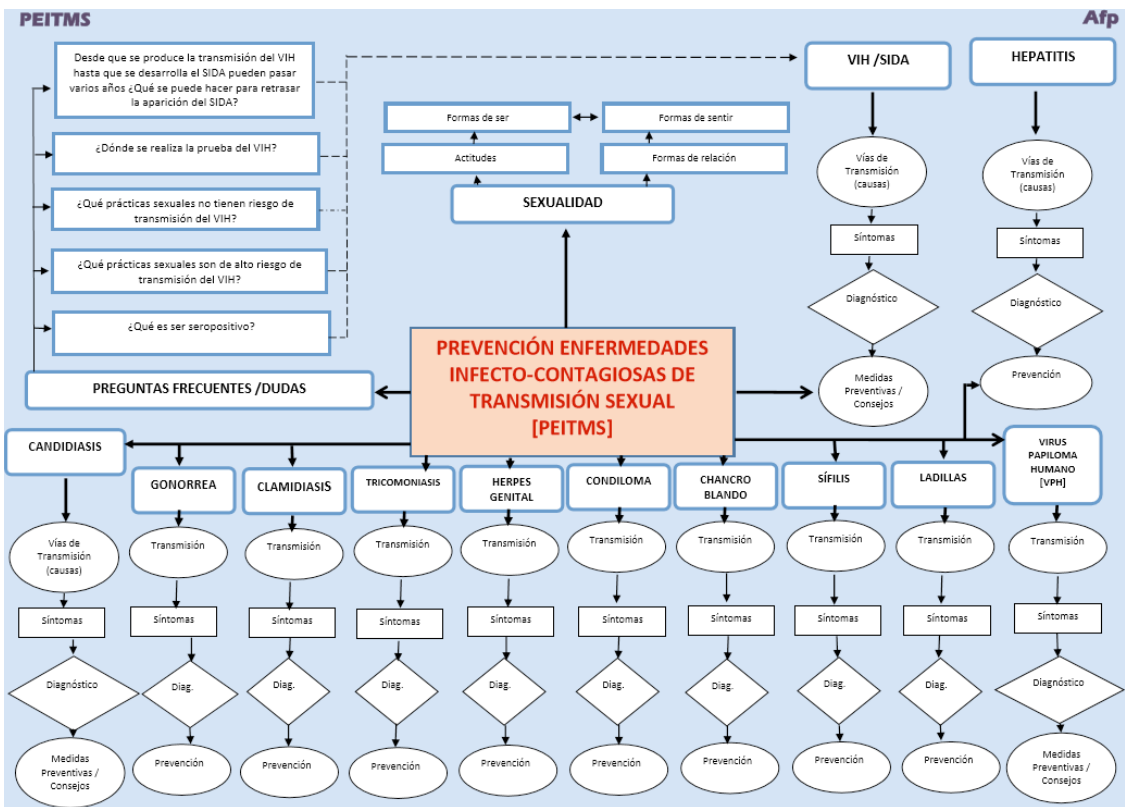 PEITMS
Afp
Desde que se produce la transmisión del VIH
hasta que se desarrolla el SIDA pueden pasar
varios años ¿Qué se puede hacer para retrasar
la aparición del SIDA?
¿Dónde se realiza la prueba del VIH?
¿Qué prácticas sexuales no tienen riesgo de
transmisión del VIH?
¿Qué prácticas sexuales son de alto riesgo de
transmisión del VIH?
¿Qué es ser seropositivo?
PREGUNTAS FRECUENTES /DUDAS
Formas de ser
Formas de sentir
Actitudes
Formas de relación
SEXUALIDAD
VIH /SIDA
Vías de
Transmisión
(causas)
Síntomas
Diagnóstico
Medidas
Preventivas /
Consejos
HEPATITIS
Vías de
Transmisión
(causas)
Síntomas
Diagnóstico
Prevención
PREVENCIÓN ENFERMEDADES
INFECTO-CONTAGIOSAS DE
TRANSMISIÓN SEXUAL
[PEITMS]
CANDIDIASIS
Vías de
Transmisión
(causas)
Síntomas
Diagnóstico
Medidas
Preventivas /
Consejos
GONORREA
Transmisión
Síntomas
Diag.
Prevención
CLAMIDIASIS
Transmisión
Síntomas
Diag.
Prevención
TRICOMONIASIS
Transmisión
Síntomas
Diag.
Prevención
HERPES
GENITAL
Transmisión
Síntomas
Diag.
Prevención
CONDILOMA
Transmisión
Síntomas
Diag.
Prevención
CHANCRO
BLANDO
Transmisión
Síntomas
Diag.
Prevención
SÍFILIS
Transmisión
Síntomas
Diag.
Prevención
LADILLAS
Transmisión
Síntomas
Diag.
Prevención
VIRUS
PAPILOMA
HUMANO
[VPH]
Transmisión
Síntomas
Diagnóstico
Medidas
Preventivas /
Consejos